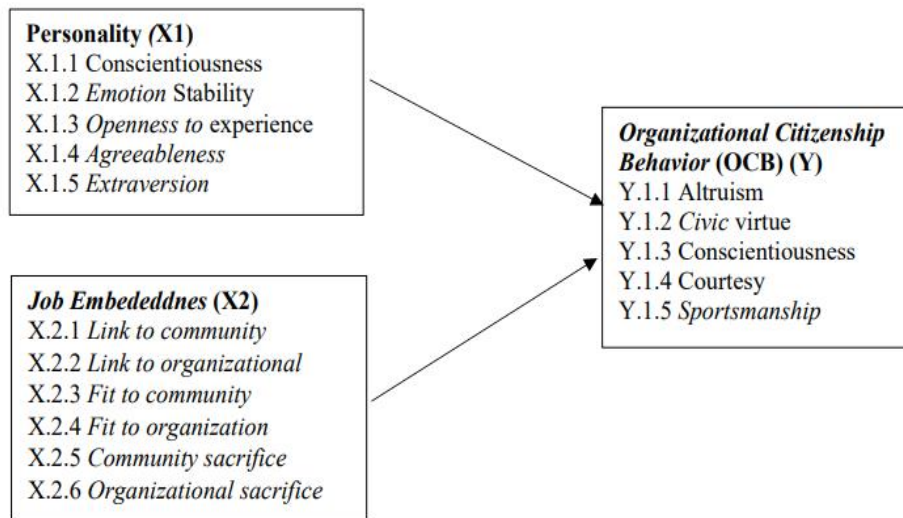 Personality (X1)
X.1.1 Conscientiousness
X.1.2 Emotion Stability
X.1.3 Openness to experience
X.1.4 Agreeableness
X.1.5 Extraversion
Organizational Citizenship
Behavior (OCB) (Y)
Y.1.1 Altruism
Y.1.2 Civic virtue
Y.1.3 Conscientiousness
Y.1.4 Courtesy
Y.1.5 Sportsmanship
Job Embededdnes (X2)
X.2.1 Link to community
X.2.2 Link to organizational
X.2.3 Fit to community
X.2.4 Fit to organization
X.2.5 Community sacrifice
X.2.6 Organizational sacrifice